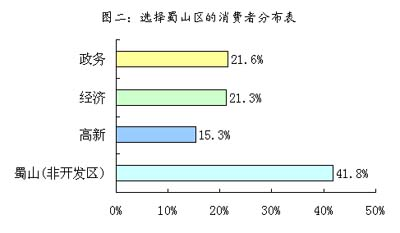 图二: 选择蜀山区的消费者分布表
政务 21.6%
经济 21.3%
高新 15.3%
蜀山(非开发区) 41.8%
0% 10% 20% 30% 40% 50%